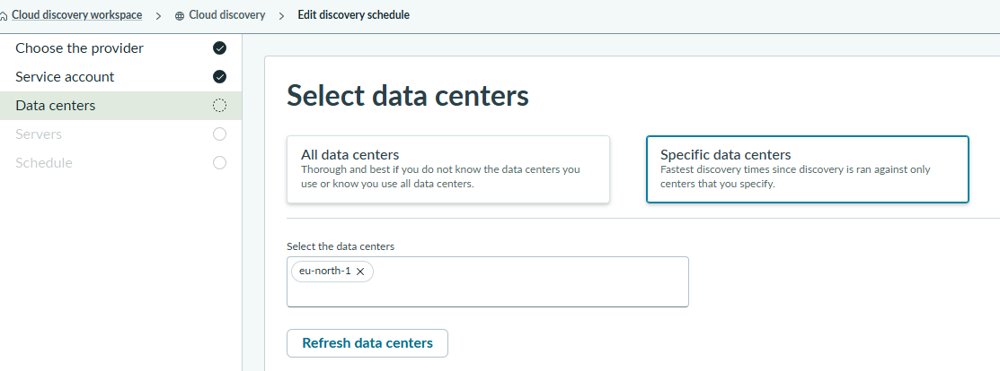 Cloud discovery workspace > Cloud discovery > Edit discovery schedule
Choose the provider
Service account
Data centers
Servers
Schedule
Select data centers
All data centers
Thorough and best if you do not know the data centers you
use or know you use all data centers.
Specific data centers
Fastest discovery times since discovery is ran against only
centers that you specify.
Select the data centers
eu-north-1
Refresh data centers